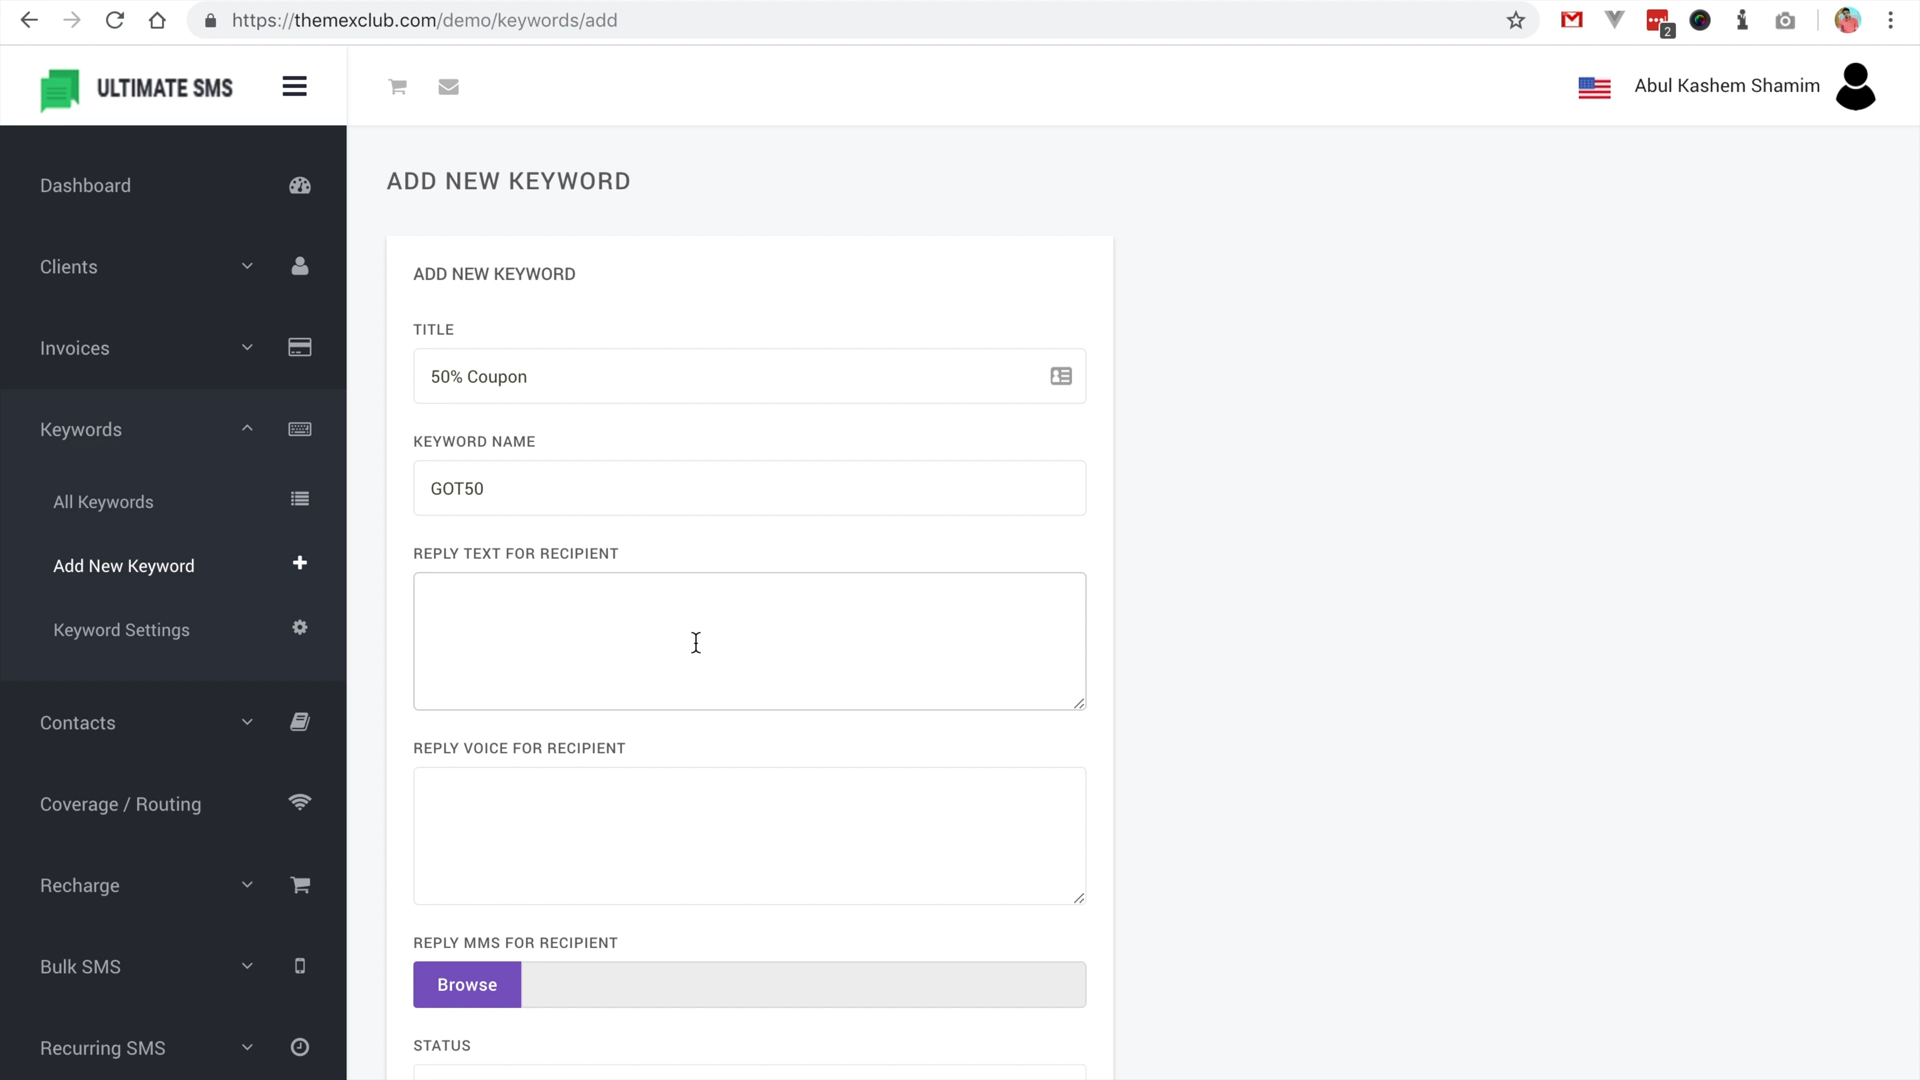 https://themexclub.com/demo/keywords/add
2
ULTIMATE SMS
Abul Kashem Shamim
Dashboard
Clients
Invoices
Keywords
All Keywords
Add New Keyword
Keyword Settings
Contacts
Coverage / Routing
Recharge
Bulk SMS
Recurring SMS
ADD NEW KEYWORD
ADD NEW KEYWORD
TITLE
50% Coupon
KEYWORD NAME
GOT50
REPLY TEXT FOR RECIPIENT
REPLY VOICE FOR RECIPIENT
REPLY MMS FOR RECIPIENT
Browse
STATUS